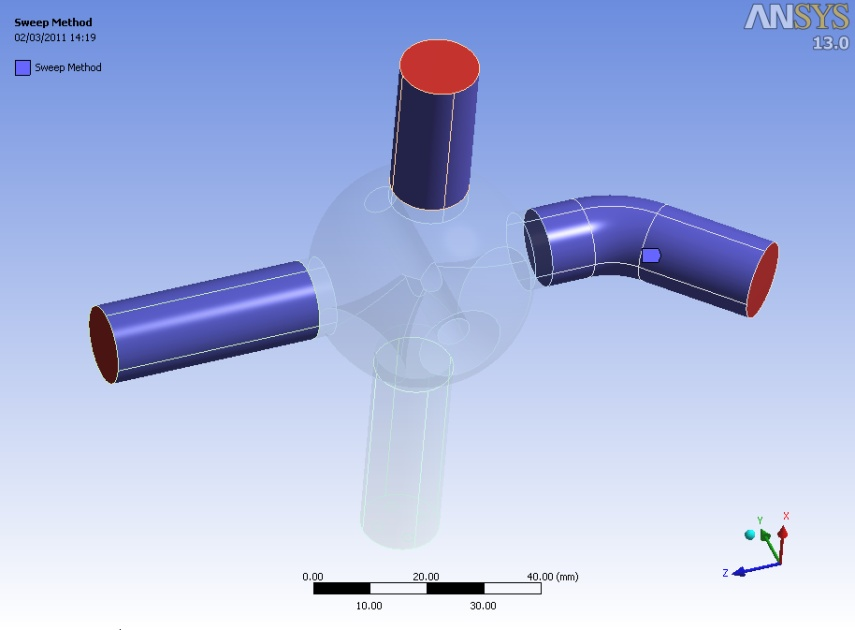 Sweep Method
02/03/2011 14:19
Sweep Method
ANSYS
13.0
Y
X
Z
0.00 20.00 40.00 (mm)
10.00 30.00